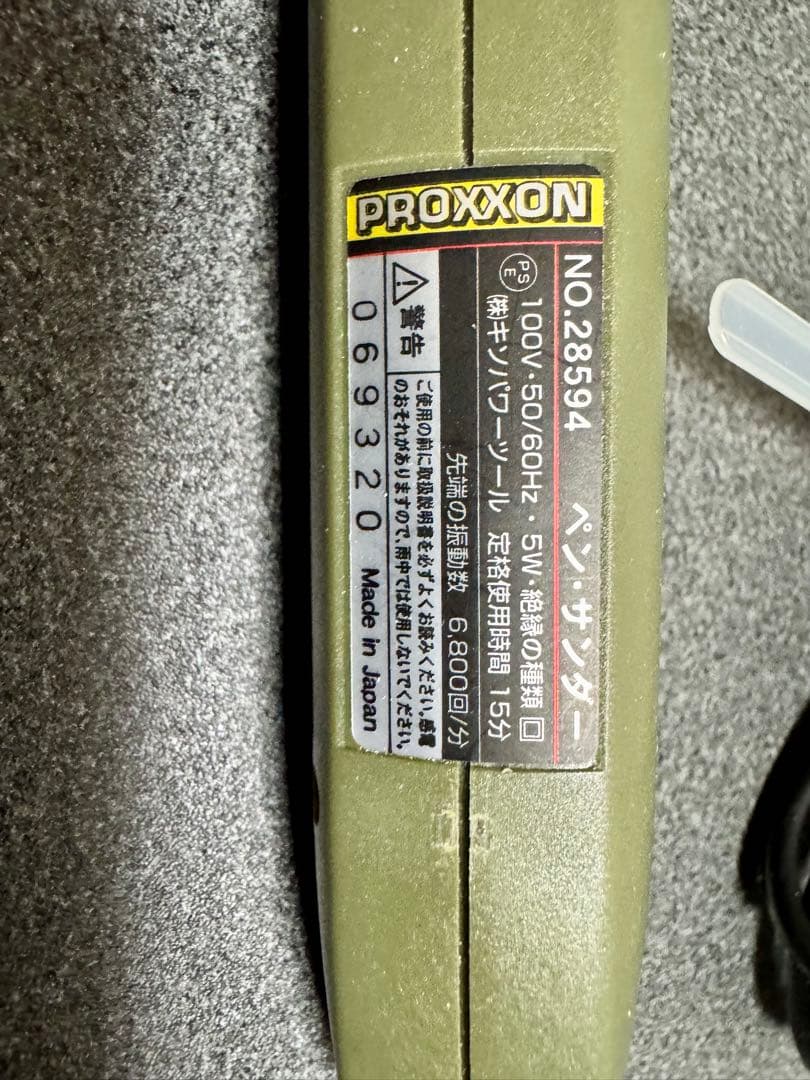 PROXXON
NO.28594 ペン・サンダー
PSE 100V・50/60Hz・5W・絶縁の種類 回
(株)キソパワーツール 定格使用時間 15分
先端の振動数 6,800回/分
警告
ご使用の前に取扱説明書を必ずよくお読みください。感電
のおそれがありますので、雨中では使用しないでください。
069320 Made in Japan